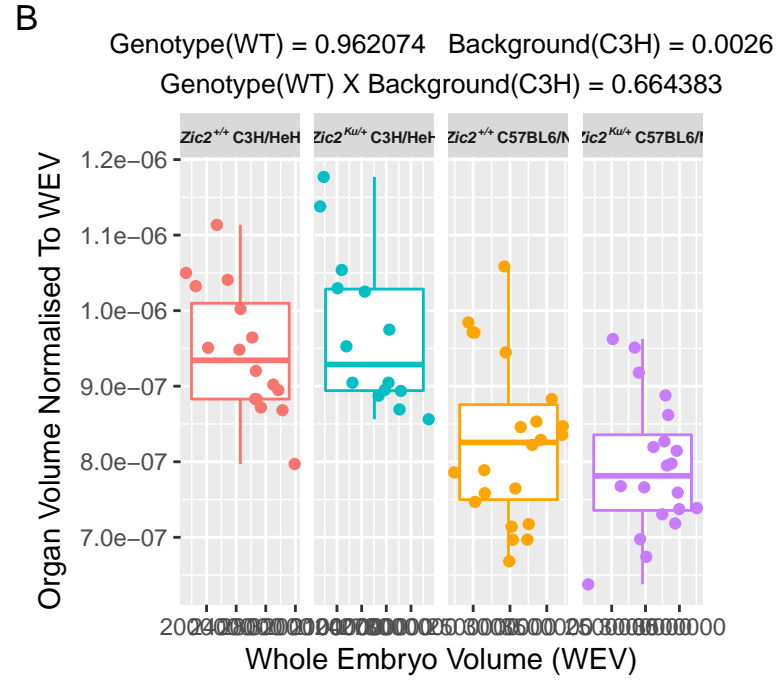 B
Genotype(WT) = 0.962074 Background(C3H) = 0.0026
Genotype(WT) X Background(C3H) = 0.664383
Zic2+/+ C3H/HeH
Zic2Ku/+ C3H/HeH
Zic2+/+ C57BL6/N
Zic2Ku/+ C57BL6/
Organ Volume Normalised To WEV
1.2e−06
1.1e−06
1.0e−06
9.0e−07
8.0e−07
7.0e−07
Whole Embryo Volume (WEV)